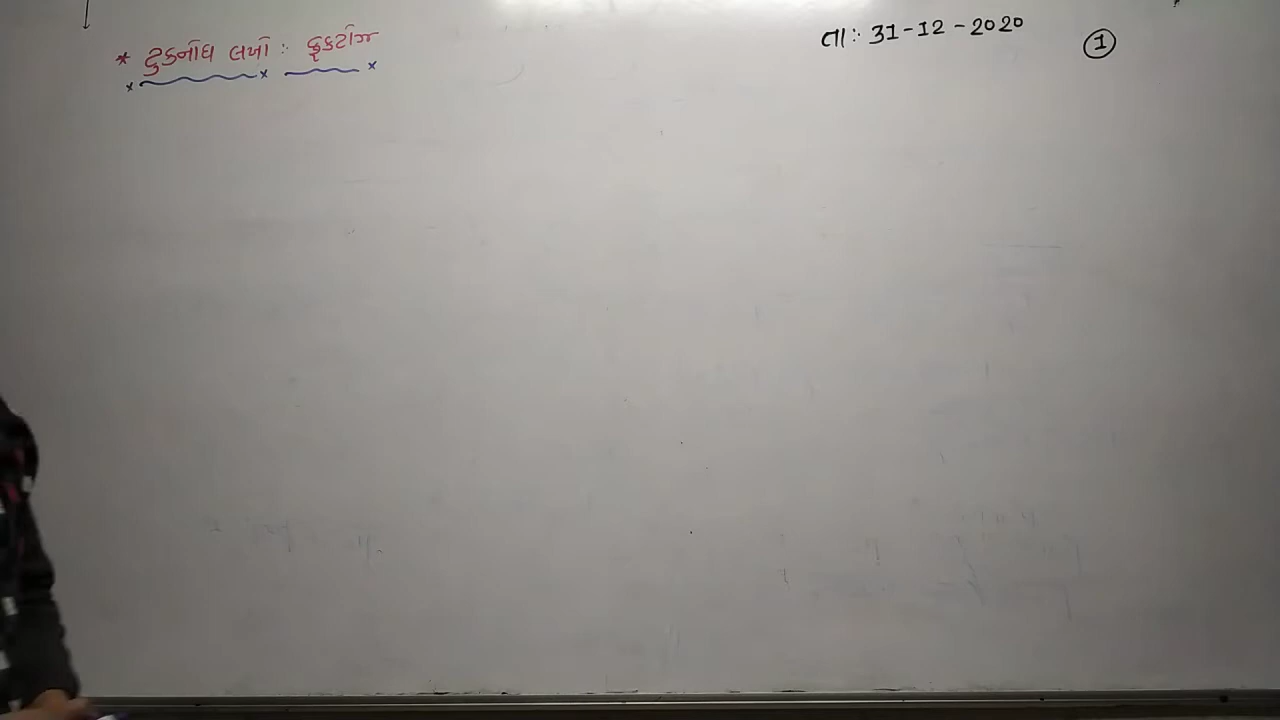 * ટુકનોંધ લખો :- ફ્રુકટોઝ
તા :- 31-12-2020
1